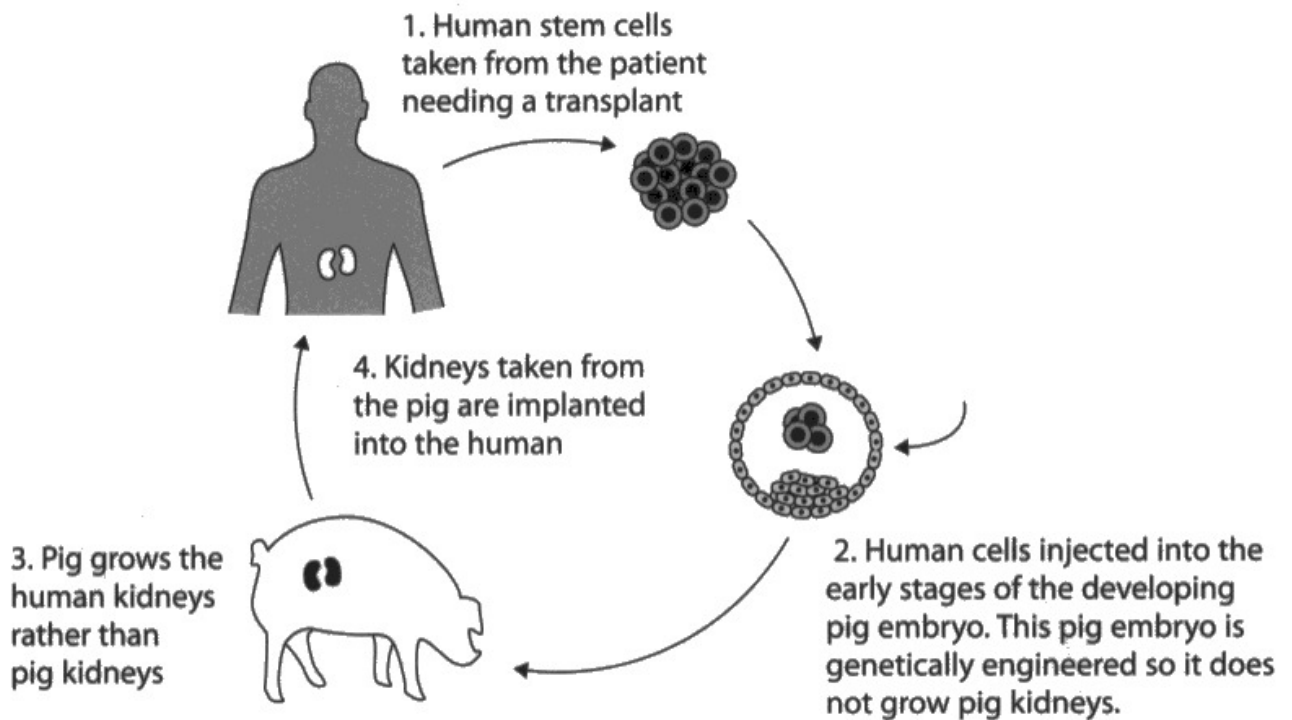 1. Human stem cells
taken from the patient
needing a transplant
2. Human cells injected into the
early stages of the developing
pig embryo. This pig embryo is
genetically engineered so it does
not grow pig kidneys.
3. Pig grows the
human kidneys
rather than
pig kidneys
4. Kidneys taken from
the pig are implanted
into the human